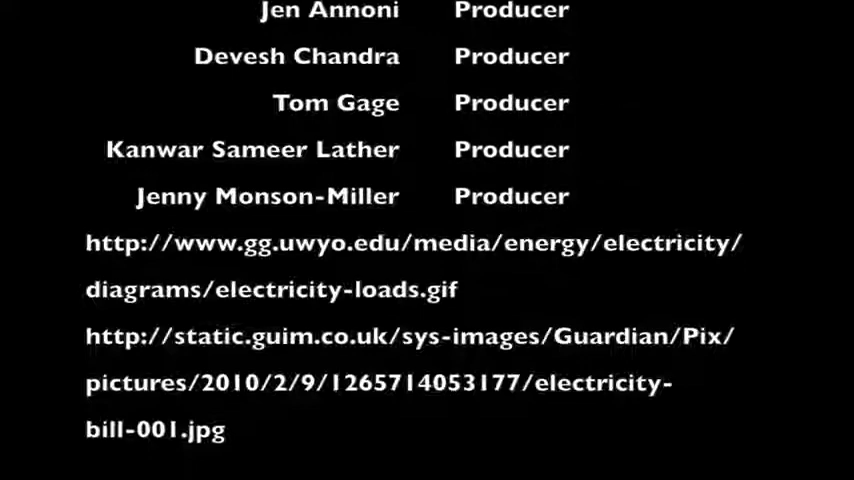 Jen Annoni Producer
Devesh Chandra Producer
Tom Gage Producer
Kanwar Sameer Lather Producer
Jenny Monson-Miller Producer
http://www.gg.uwyo.edu/media/energy/electricity/
diagrams/electricity-loads.gif
http://static.guim.co.uk/sys-images/Guardian/Pix/
pictures/2010/2/9/1265714053177/electricity-
bill-001.jpg